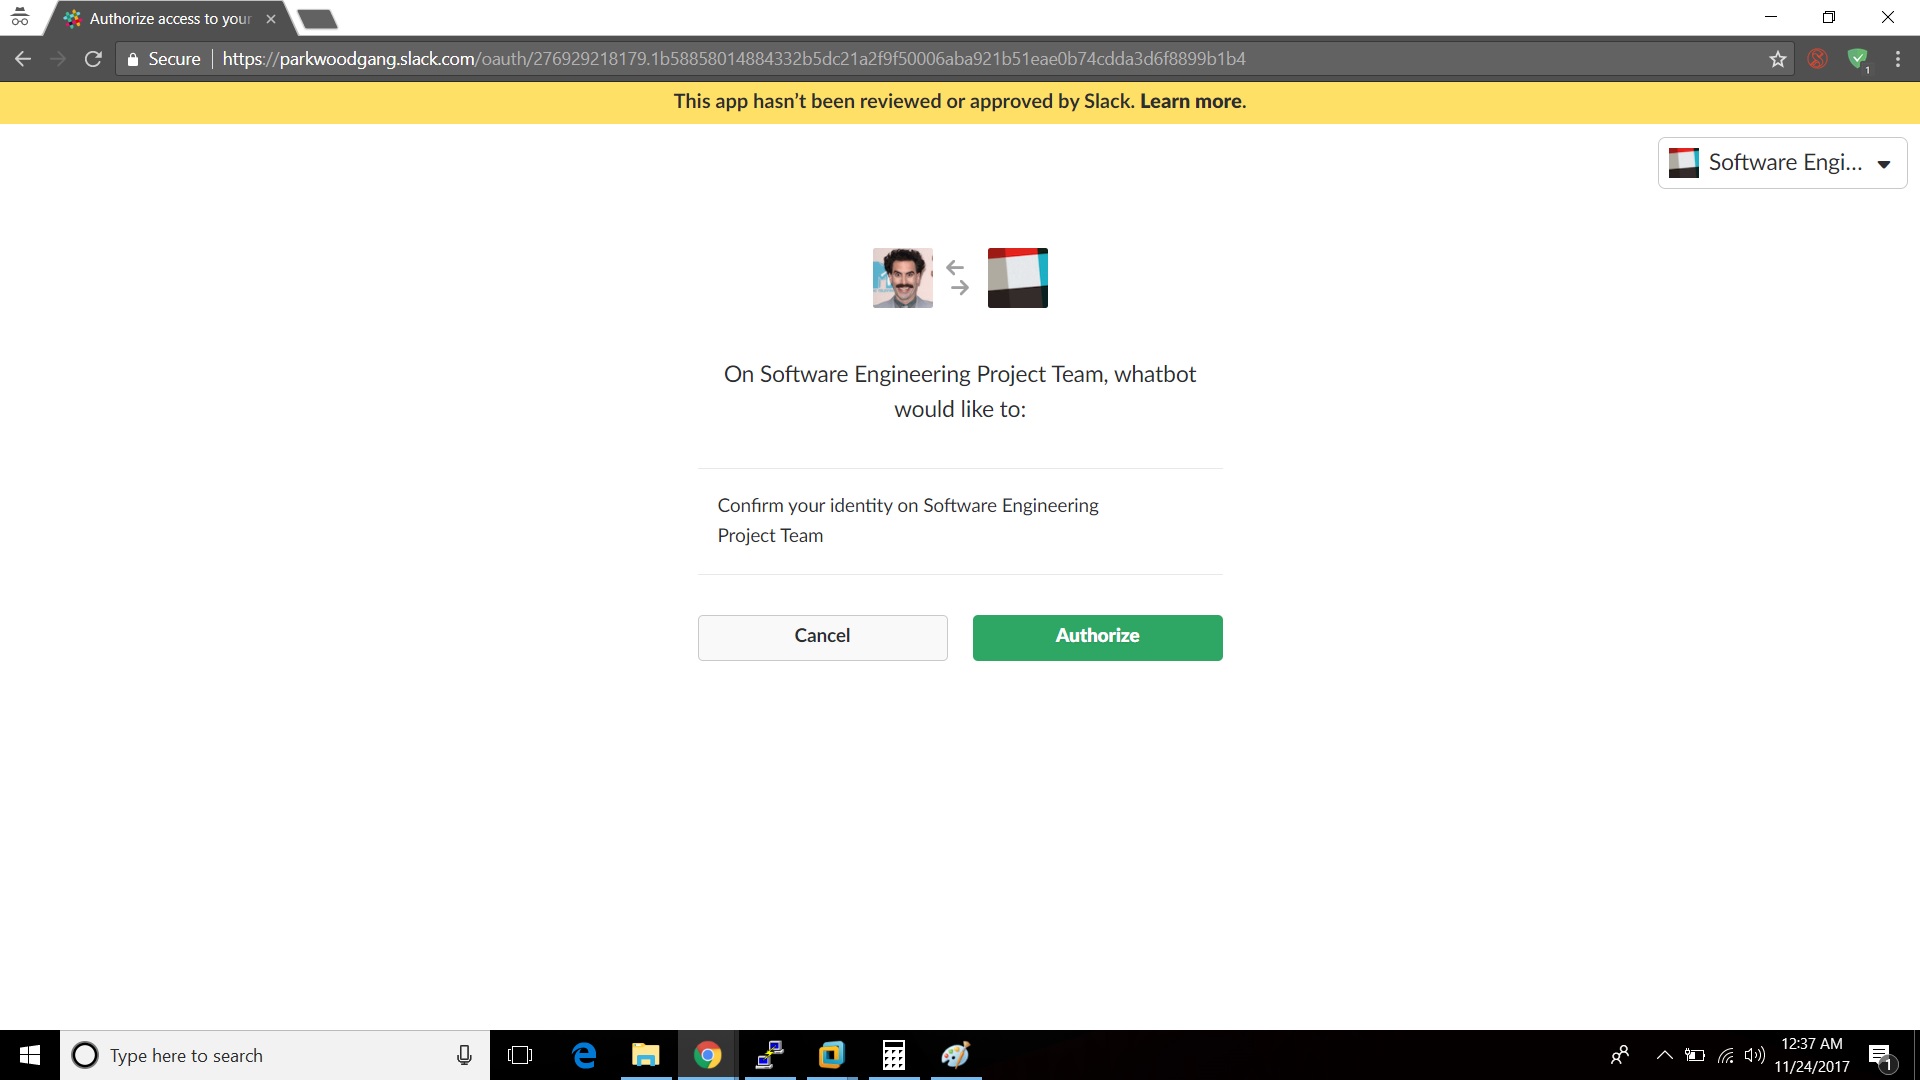 Authorize access to your
Secure
https://parkwoodgang.slack.com/oauth/276929218179.1b58858014884332b5dc21a2f9f50006aba921b51eae0b74cdda3d6f8899b1b4
1
This app hasn’t been reviewed or approved by Slack. Learn more.
Software Engi...
On Software Engineering Project Team, whatbot
would like to:
Confirm your identity on Software Engineering
Project Team
Cancel
Authorize
Type here to search
12:37 AM
11/24/2017
1